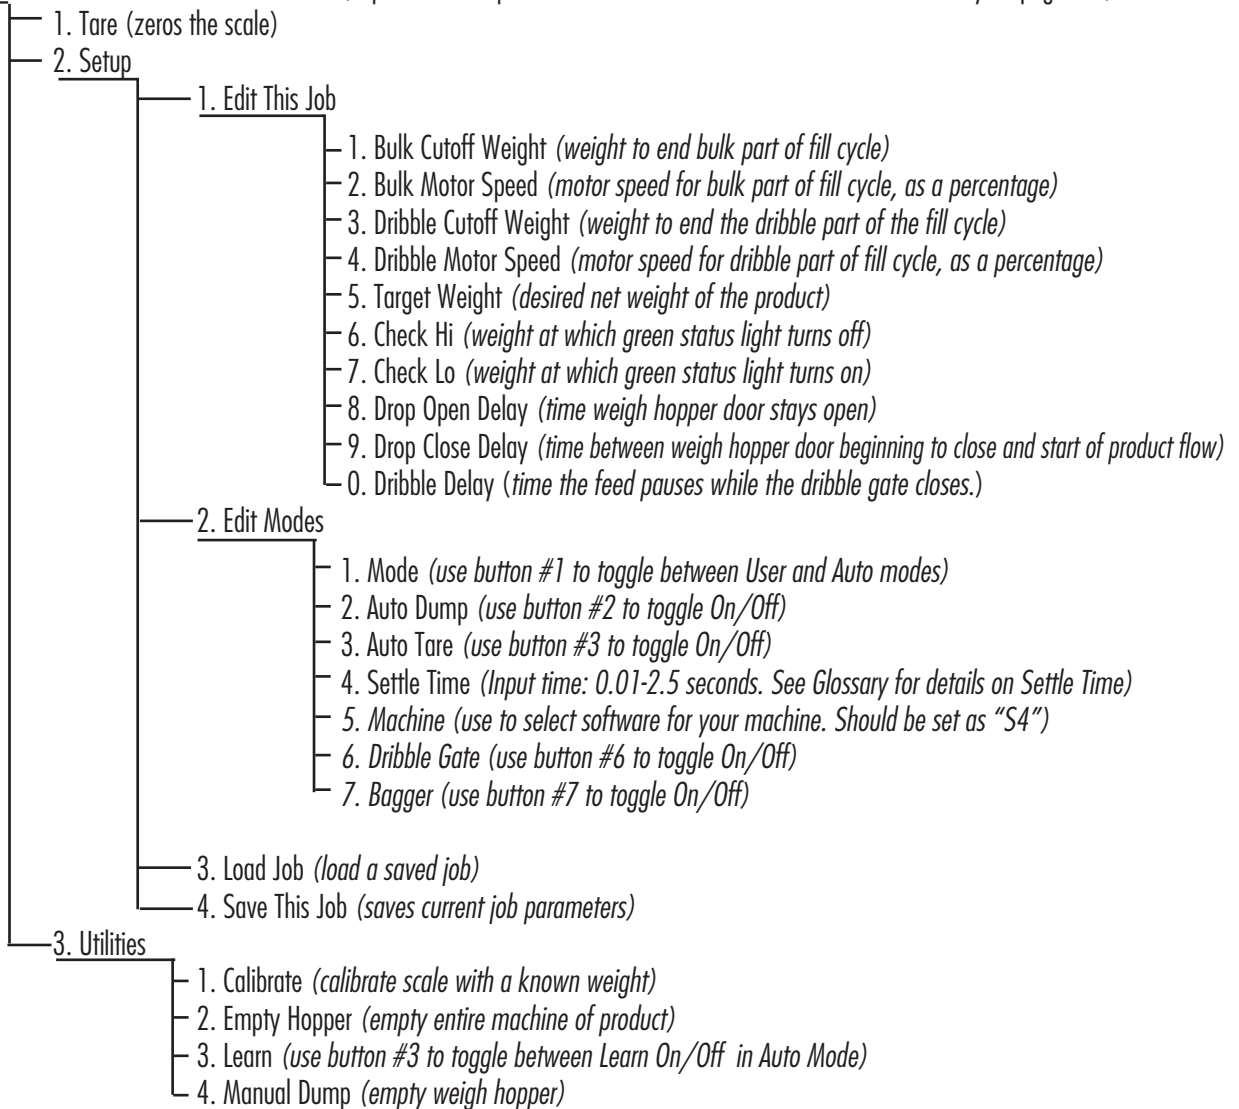 1. Tare (zeros the scale)
2. Setup
1. Edit This Job
1. Bulk Cutoff Weight (weight to end bulk part of fill cycle)
2. Bulk Motor Speed (motor speed for bulk part of fill cycle, as a percentage)
3. Dribble Cutoff Weight (weight to end the dribble part of the fill cycle)
4. Dribble Motor Speed (motor speed for dribble part of fill cycle, as a percentage)
5. Target Weight (desired net weight of the product)
6. Check Hi (weight at which green status light turns off)
7. Check Lo (weight at which green status light turns on)
8. Drop Open Delay (time weigh hopper door stays open)
9. Drop Close Delay (time between weigh hopper door beginning to close and start of product flow)
0. Dribble Delay (time the feed pauses while the dribble gate closes.)
2. Edit Modes
1. Mode (use button #1 to toggle between User and Auto modes)
2. Auto Dump (use button #2 to toggle On/Off)
3. Auto Tare (use button #3 to toggle On/Off)
4. Settle Time (Input time: 0.01-2.5 seconds. See Glossary for details on Settle Time)
5. Machine (use to select software for your machine. Should be set as “S4”)
6. Dribble Gate (use button #6 to toggle On/Off)
7. Bagger (use button #7 to toggle On/Off)
3. Load Job (load a saved job)
4. Save This Job (saves current job parameters)
3. Utilities
1. Calibrate (calibrate scale with a known weight)
2. Empty Hopper (empty entire machine of product)
3. Learn (use button #3 to toggle between Learn On/Off in Auto Mode)
4. Manual Dump (empty weigh hopper)